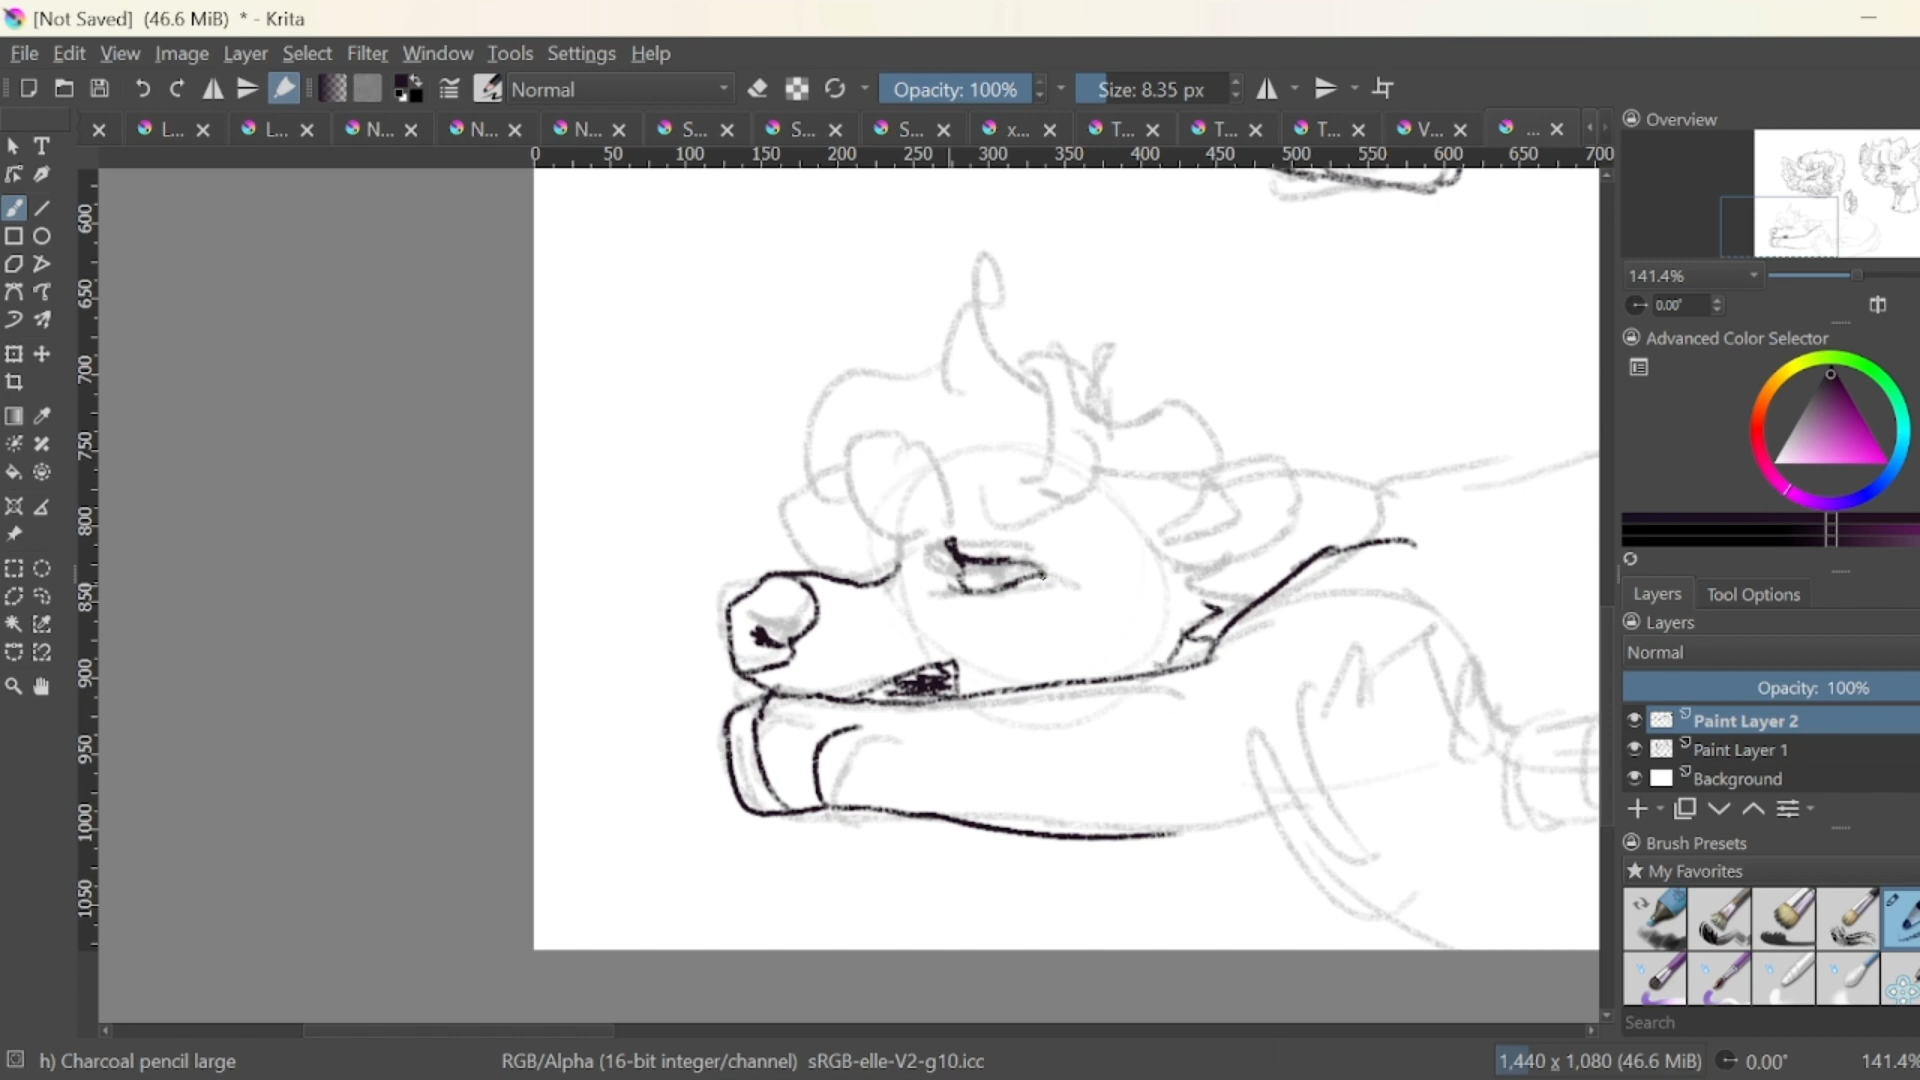 [Not Saved] (46.6 MiB) * - Krita
File Edit View Image Layer Select Filter Window Tools Settings Help
Normal Opacity: 100% Size: 8.35 px
L... L... N... N... N... S... S... S... x... T... T... T... V... ...
0 50 100 150 200 250 300 350 400 450 500 550 600 650 700
600
650
700
750
800
850
900
950
1000
1050
Overview
141.4%
0.00°
Advanced Color Selector
Layers Tool Options
Layers
Normal
Opacity: 100%
Paint Layer 2
Paint Layer 1
Background
Brush Presets
★ My Favorites
Search
h) Charcoal pencil large RGB/Alpha (16-bit integer/channel) sRGB-elle-V2-g10.icc 1,440 x 1,080 (46.6 MiB) 0.00° 141.4%